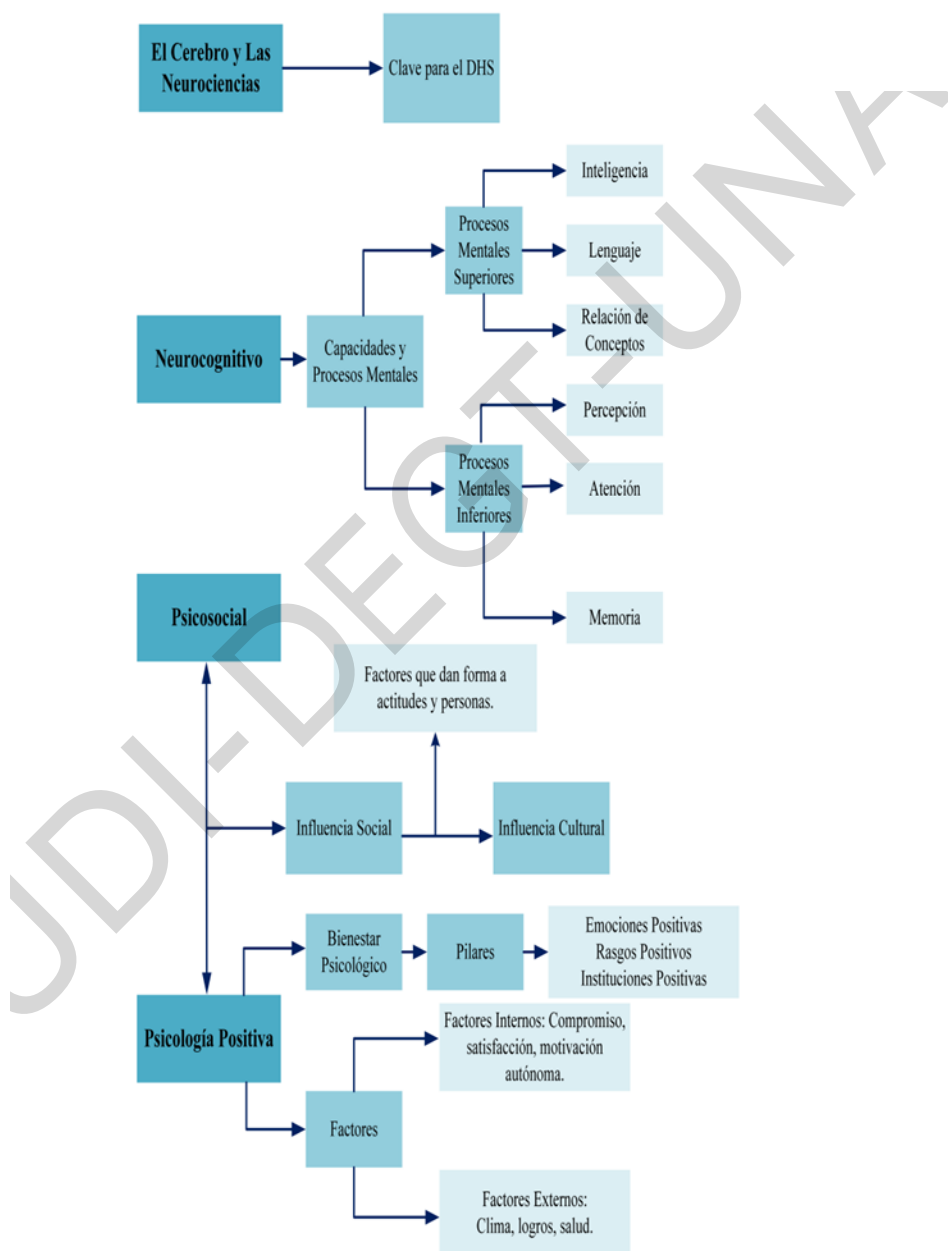 El Cerebro y Las
Neurociencias
Clave para el DHS
Inteligencia
Procesos
Mentales
Superiores
Lenguaje
Relación de
Conceptos
Neurocognitivo
Capacidades y
Procesos Mentales
Percepción
Procesos
Mentales
Inferiores
Atención
Memoria
Psicosocial
Factores que dan forma a
actitudes y personas.
Influencia Social
Influencia Cultural
Bienestar
Psicológico
Pilares
Emociones Positivas
Rasgos Positivos
Instituciones Positivas
Psicología Positiva
Factores Internos: Compromiso,
satisfacción, motivación
autónoma.
Factores
Factores Externos:
Clima, logros, salud.
UDI-DEGT-UNA